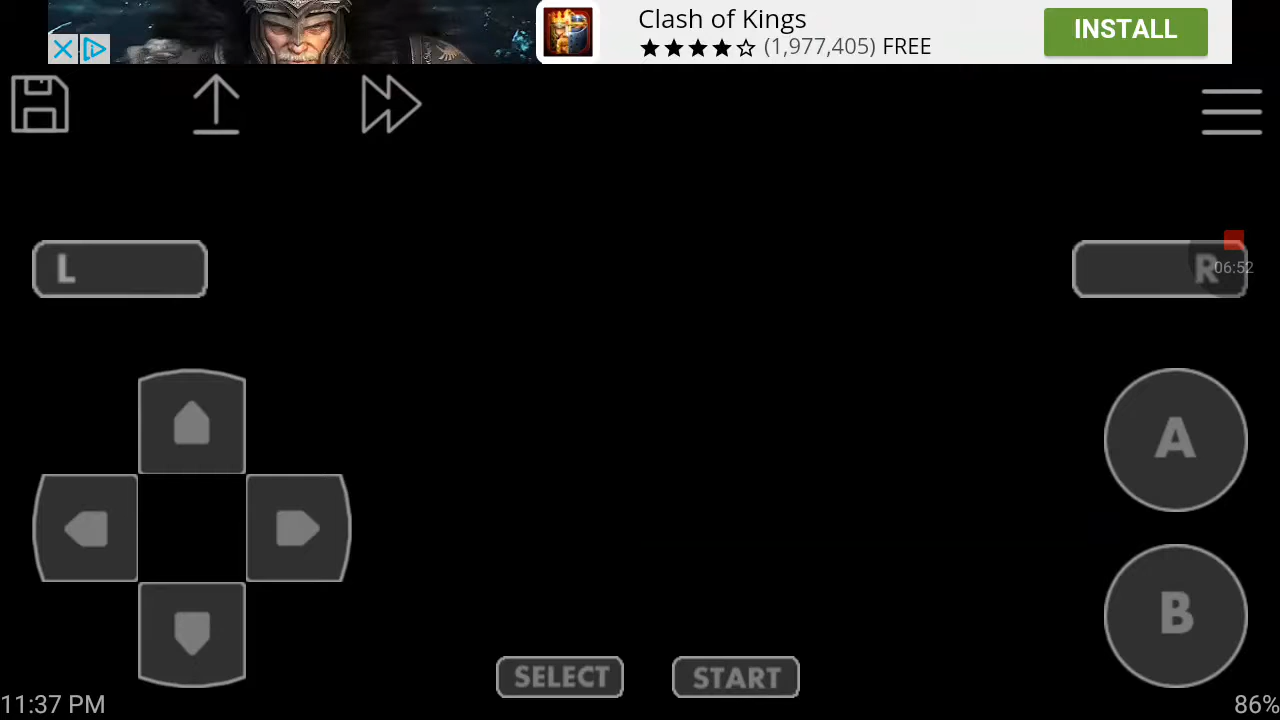 Clash of Kings
(1,977,405) FREE
INSTALL
L
R
06:52
A
B
SELECT
START
11:37 PM
86%